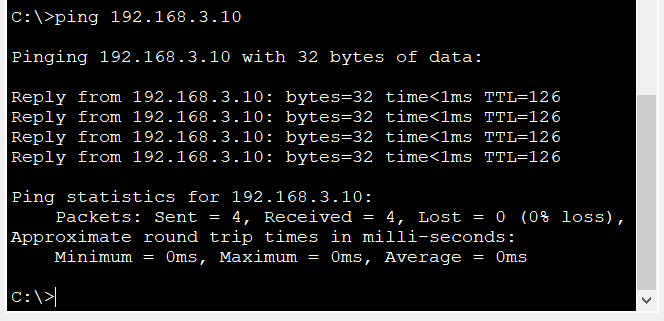 C:\>ping 192.168.3.10
Pinging 192.168.3.10 with 32 bytes of data:
Reply from 192.168.3.10: bytes=32 time<1ms TTL=126
Reply from 192.168.3.10: bytes=32 time<1ms TTL=126
Reply from 192.168.3.10: bytes=32 time<1ms TTL=126
Reply from 192.168.3.10: bytes=32 time<1ms TTL=126
Ping statistics for 192.168.3.10:
    Packets: Sent = 4, Received = 4, Lost = 0 (0% loss),
Approximate round trip times in milli-seconds:
    Minimum = 0ms, Maximum = 0ms, Average = 0ms
C:\>